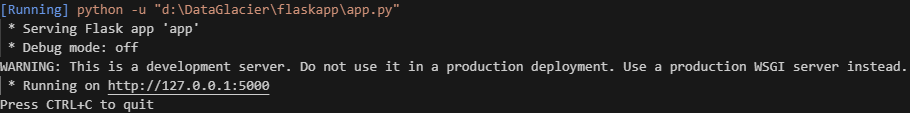 [Running] python -u "d:\DataGlacier\flaskapp\app.py"
 * Serving Flask app 'app'
 * Debug mode: off
WARNING: This is a development server. Do not use it in a production deployment. Use a production WSGI server instead.
 * Running on http://127.0.0.1:5000
Press CTRL+C to quit